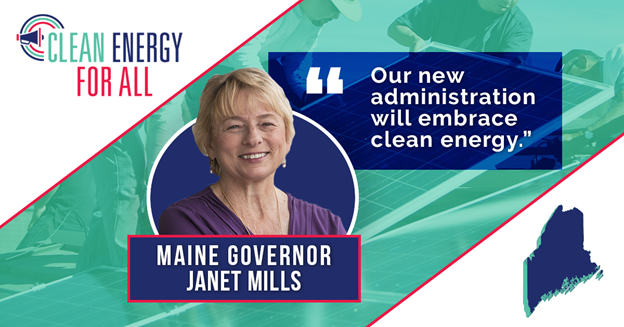 CLEAN ENERGY
FOR ALL
“
Our new
administration
will embrace
clean energy.”
MAINE GOVERNOR
JANET MILLS